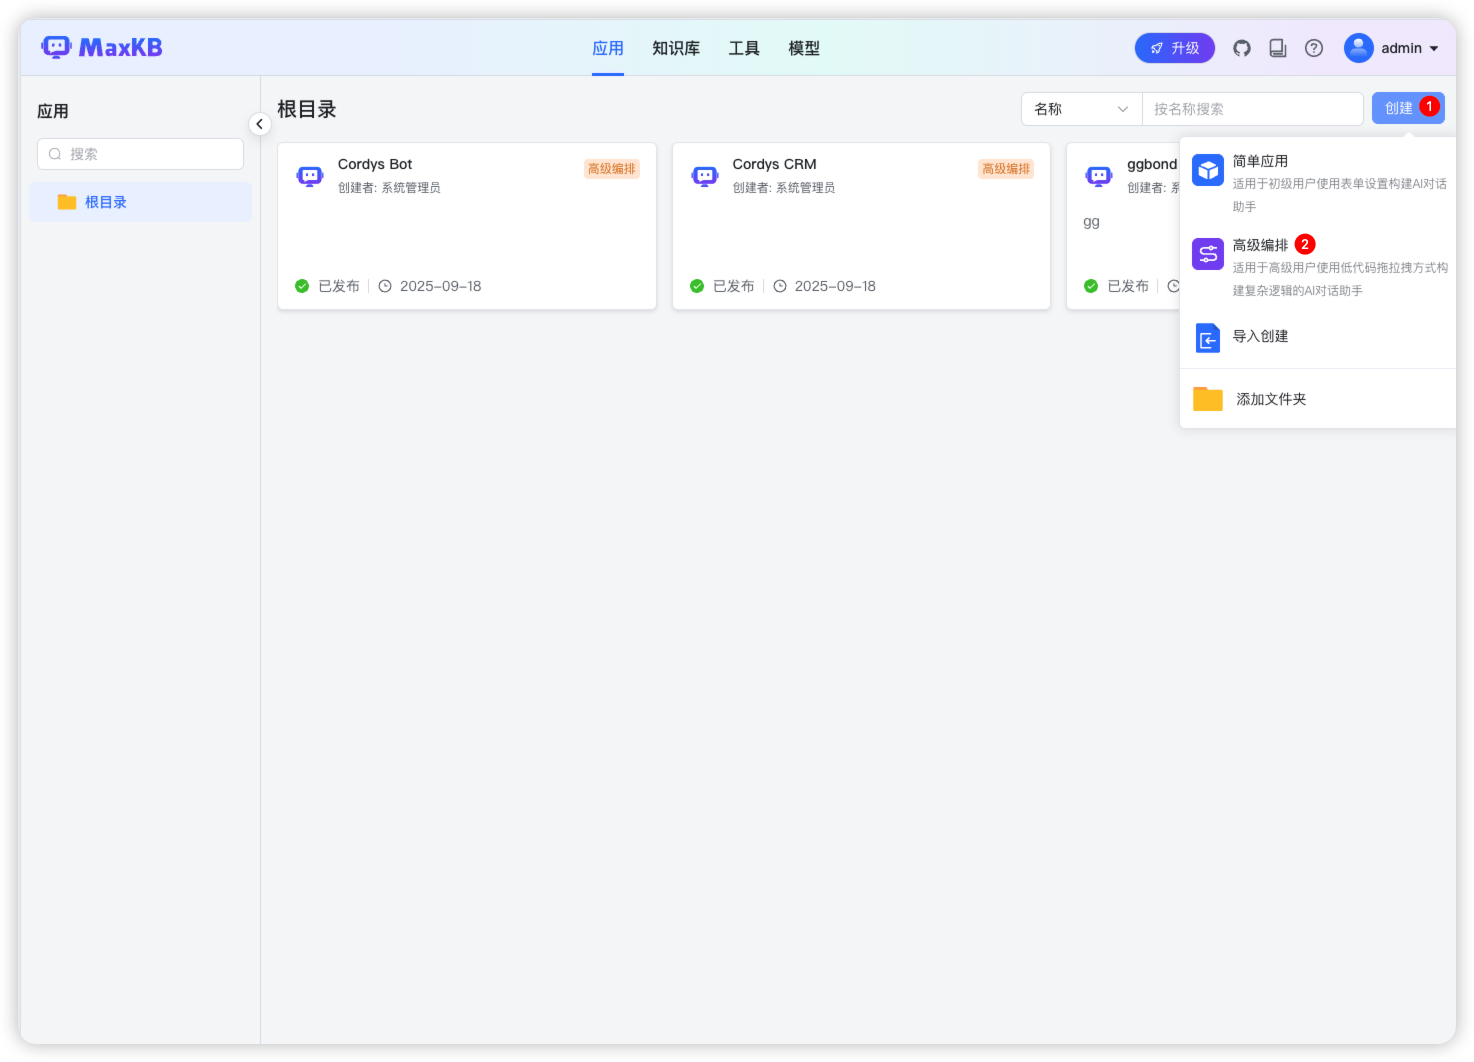 MaxKB
应用
知识库
工具
模型
升级
admin
应用
搜索
根目录
根目录
名称
按名称搜索
创建 1
Cordys Bot
高级编排
创建者: 系统管理员
已发布
2025-09-18
Cordys CRM
高级编排
创建者: 系统管理员
已发布
2025-09-18
ggbond
创建者:
gg
已发布
简单应用
适用于初级用户使用表单设置构建AI对话
助手
高级编排 2
适用于高级用户使用低代码拖拉拽方式构
建复杂逻辑的AI对话助手
导入创建
添加文件夹